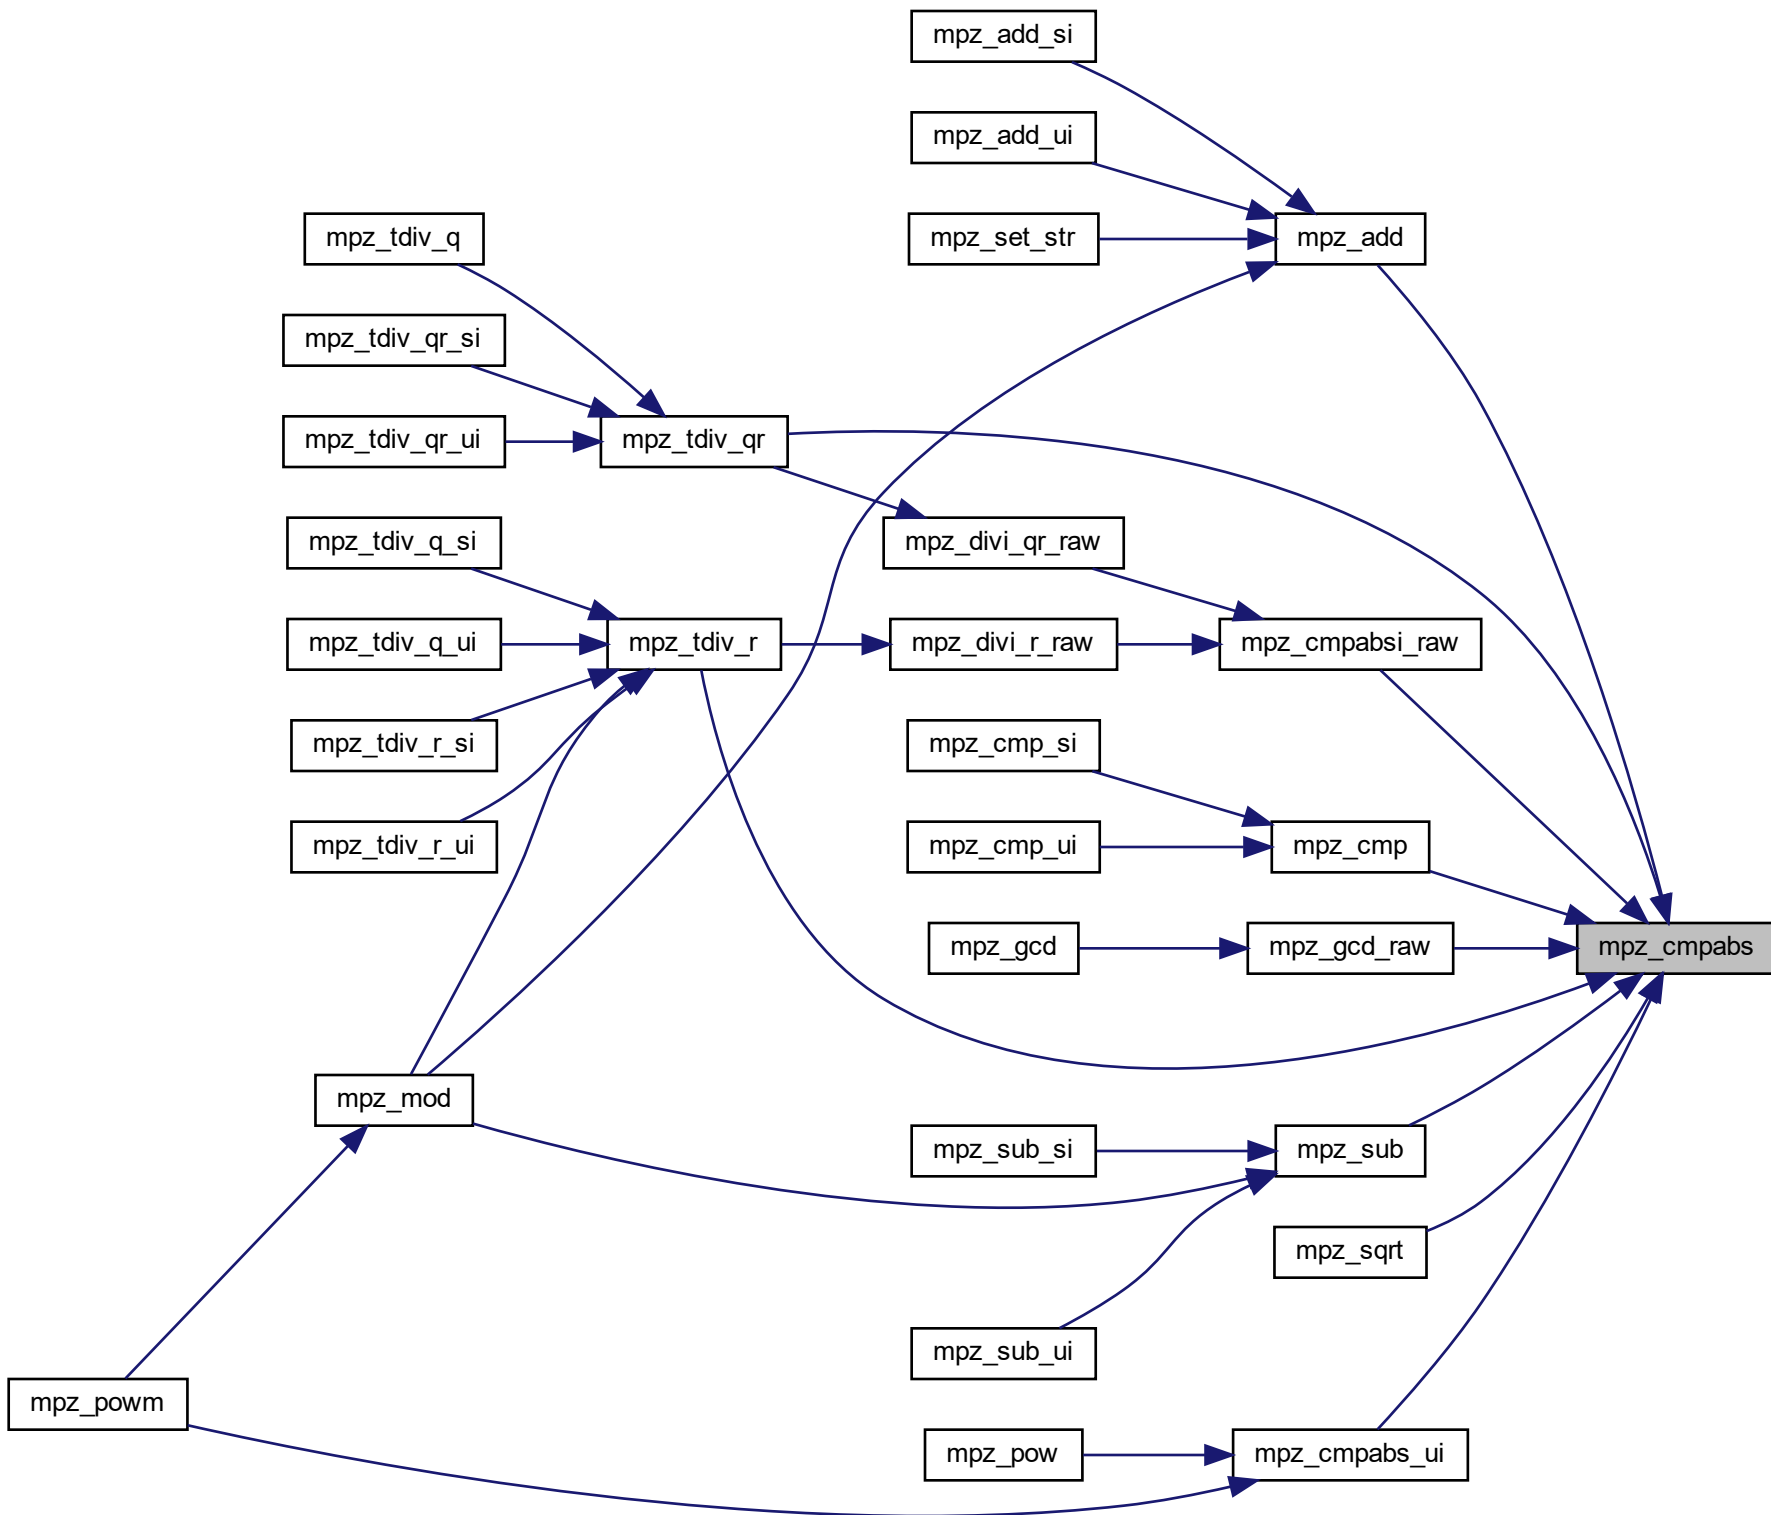 mpz_add_si
mpz_add_ui
mpz_tdiv_q
mpz_set_str
mpz_add
mpz_tdiv_qr_si
mpz_tdiv_qr_ui
mpz_tdiv_qr
mpz_tdiv_q_si
mpz_divi_qr_raw
mpz_tdiv_q_ui
mpz_tdiv_r
mpz_divi_r_raw
mpz_cmpabsi_raw
mpz_tdiv_r_si
mpz_cmp_si
mpz_tdiv_r_ui
mpz_cmp_ui
mpz_cmp
mpz_gcd
mpz_gcd_raw
mpz_cmpabs
mpz_mod
mpz_sub_si
mpz_sub
mpz_sqrt
mpz_sub_ui
mpz_powm
mpz_pow
mpz_cmpabs_ui